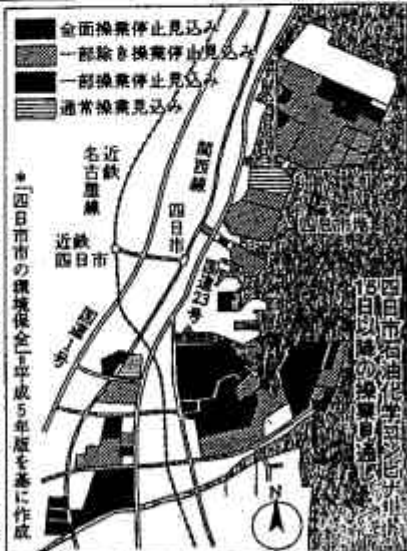 全面操業停止見込み
一部除き操業停止見込み
一部操業停止見込み
通常操業見込み
近鉄
名古屋線
関西線
四日市
近鉄
四日市
国道23号
国道1号
四日市港
四日市石油化学コンビナート
15日以降の操業見通し
*「四日市市の環境保全」=平成5年版を基に作成
N